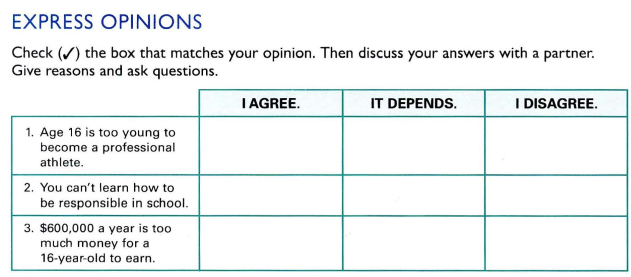 EXPRESS OPINIONS
Check (✓) the box that matches your opinion. Then discuss your answers with a partner.
Give reasons and ask questions.
I AGREE. IT DEPENDS. I DISAGREE.
1. Age 16 is too young to
become a professional
athlete.
2. You can't learn how to
be responsible in school.
3. $600,000 a year is too
much money for a
16-year-old to earn.